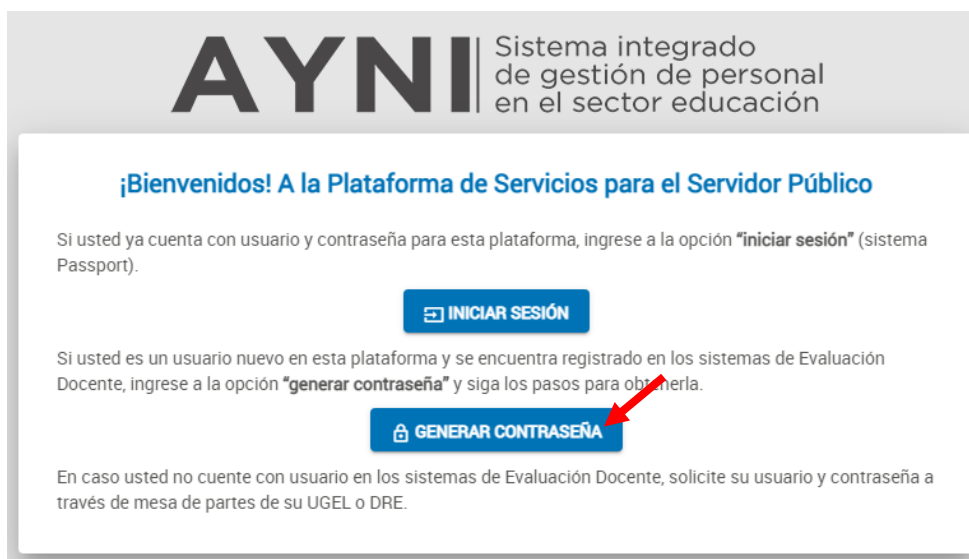 AYNI
Sistema integrado
de gestión de personal
en el sector educación
¡Bienvenidos! A la Plataforma de Servicios para el Servidor Público
Si usted ya cuenta con usuario y contraseña para esta plataforma, ingrese a la opción “iniciar sesión” (sistema
Passport).
INICIAR SESIÓN
Si usted es un usuario nuevo en esta plataforma y se encuentra registrado en los sistemas de Evaluación
Docente, ingrese a la opción “generar contraseña” y siga los pasos para obtenerla.
GENERAR CONTRASEÑA
En caso usted no cuente con usuario en los sistemas de Evaluación Docente, solicite su usuario y contraseña a
través de mesa de partes de su UGEL o DRE.